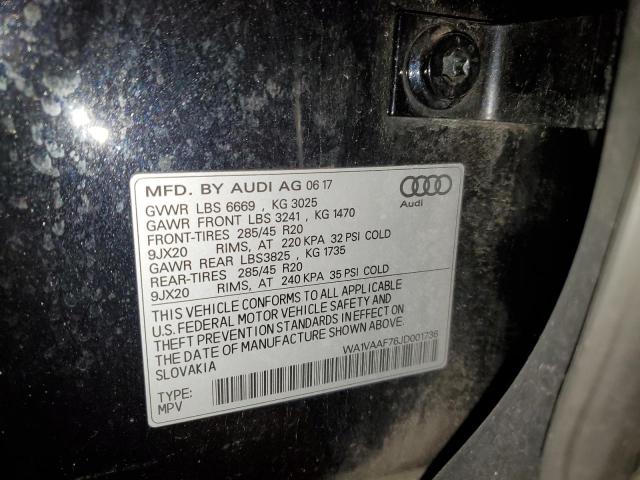 MFD. BY AUDI AG 06 17
Audi
GVWR LBS 6669 , KG 3025
GAWR FRONT LBS 3241 , KG 1470
FRONT-TIRES 285/45 R20
9JX20 RIMS, AT 220 KPA 32 PSI COLD
GAWR REAR LBS3825 , KG 1735
REAR-TIRES 285/45 R20
9JX20 RIMS, AT 240 KPA 35 PSI COLD
THIS VEHICLE CONFORMS TO ALL APPLICABLE
U.S. FEDERAL MOTOR VEHICLE SAFETY AND
THEFT PREVENTION STANDARDS IN EFFECT ON
THE DATE OF MANUFACTURE SHOWN ABOVE.
SLOVAKIA
WA1VAAF76JD001736
TYPE:
MPV